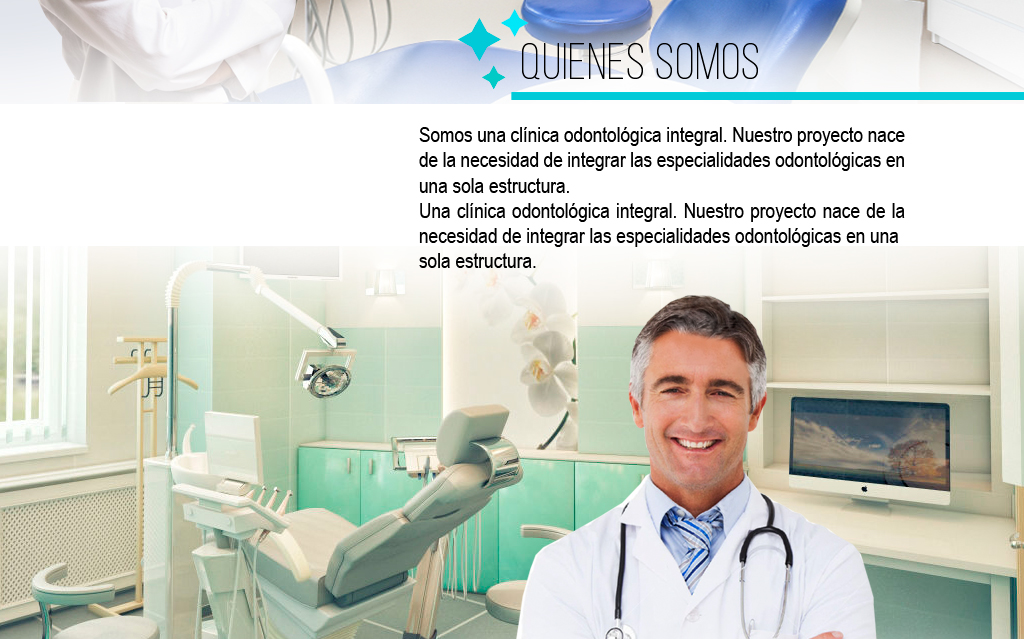 QUIENES SOMOS
Somos una clínica odontológica integral. Nuestro proyecto nace
de la necesidad de integrar las especialidades odontológicas en
una sola estructura.
Una clínica odontológica integral. Nuestro proyecto nace de la
necesidad de integrar las especialidades odontológicas en una
sola estructura.